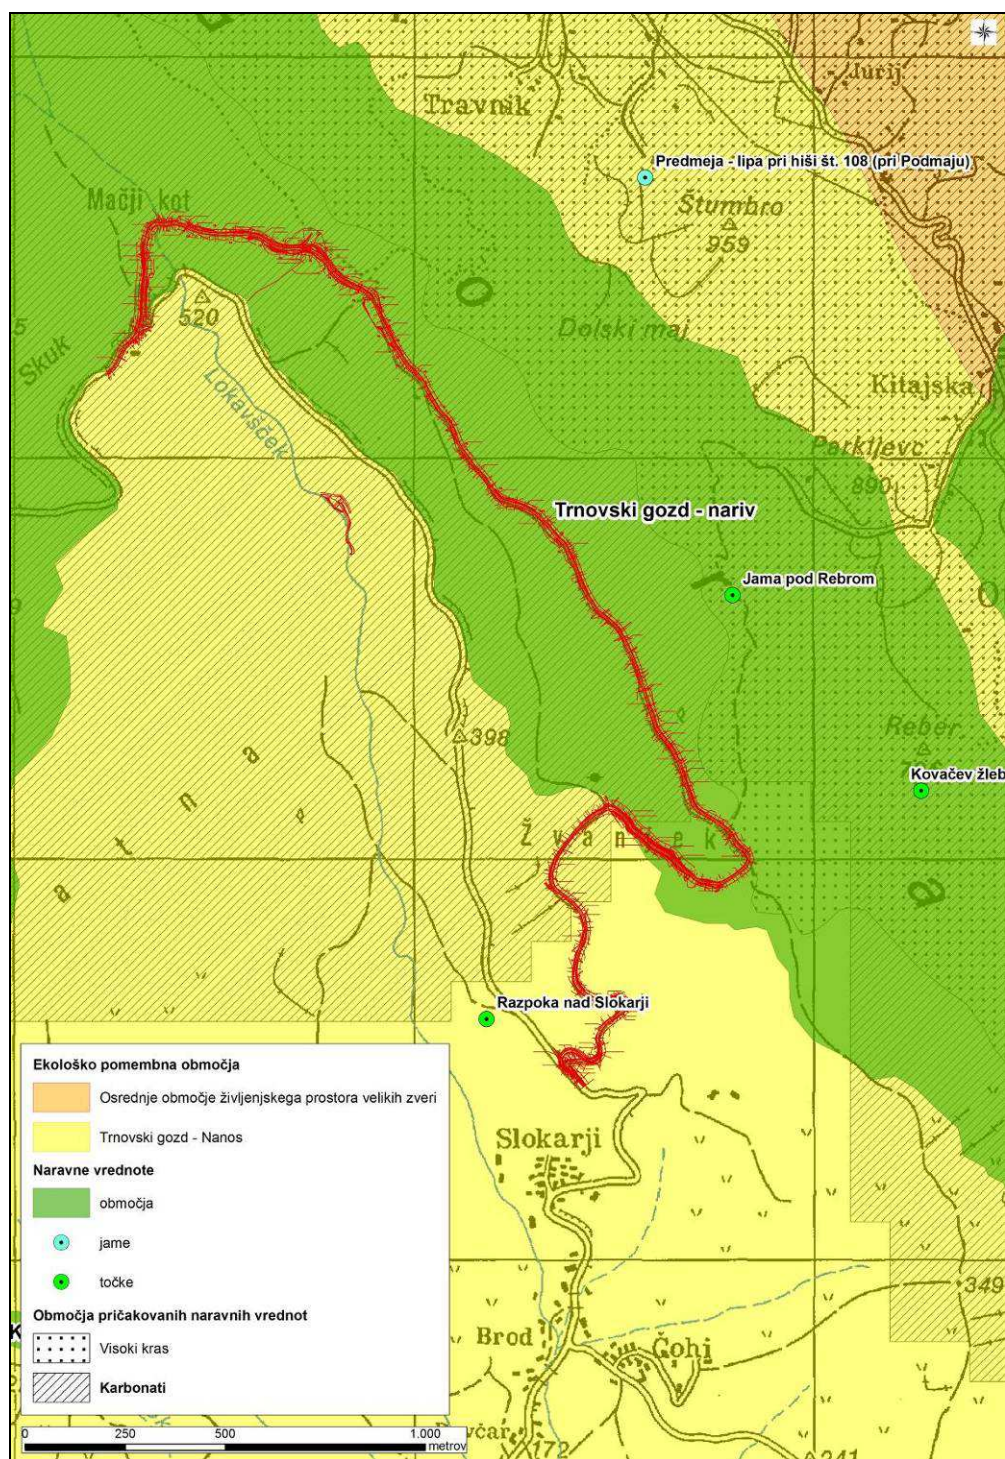 Jurij
Travnik
Predmeja - lipa pri hiši št. 108 (pri Podmaju)
Mačji kot
Štumbro
959
O
520
Dolski maj
Skuk
Kitajska
Lokavšček
Parkljevc
890
Trnovski gozd - nariv
r
Jama pod Rebrom
O
Reber
398
Kovačev žleb
a
n
Žvanjek
t
a
a
Razpoka nad Slokarji
Ekološko pomembna območja
Osrednje območje življenjskega prostora velikih zveri
Trnovski gozd - Nanos
Slokarji
Naravne vrednote
območja
jame
točke
349
Območja pričakovanih naravnih vrednot
K
Visoki kras
Brod
Čohi
Karbonati
0 250 500 1.000
metrov
172
241